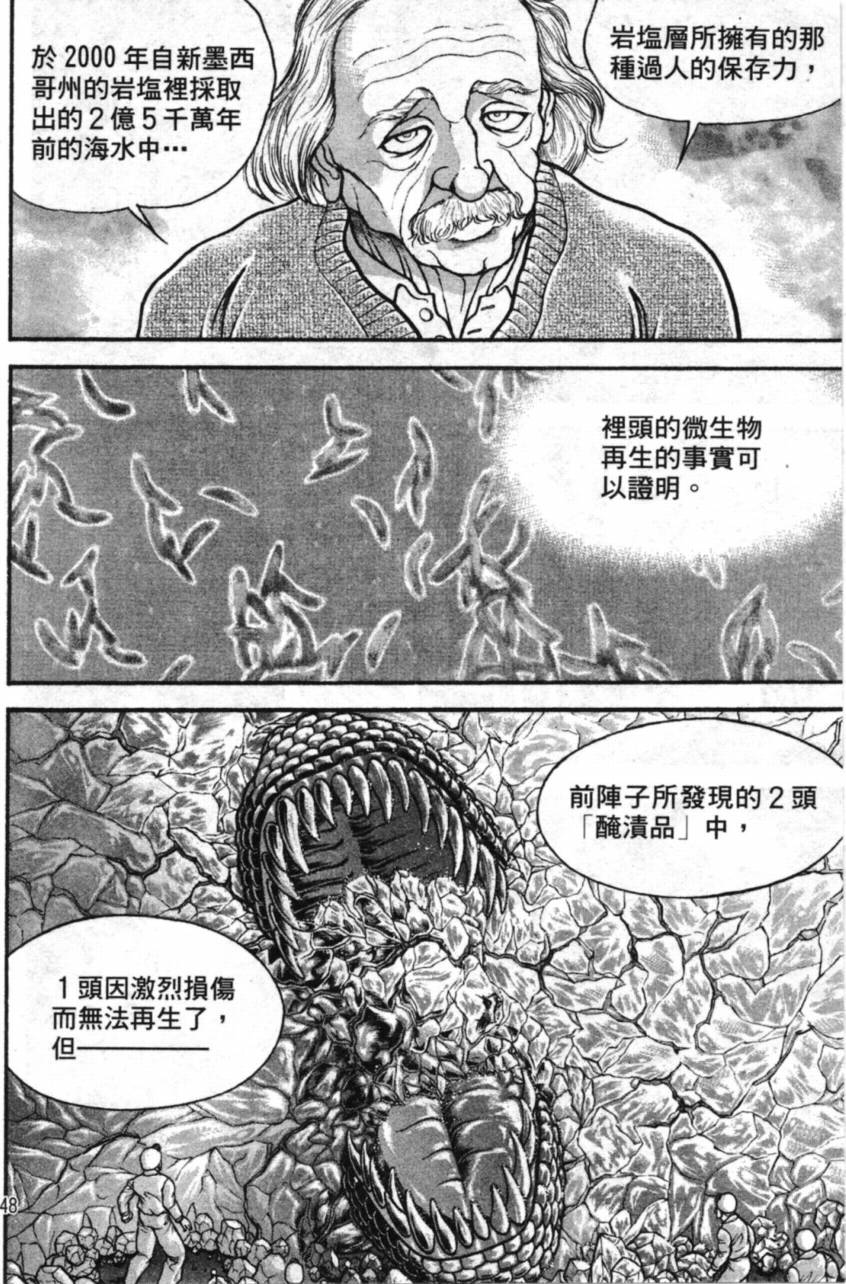 岩塩層所擁有的那
種過人的保存力，
於2000年自新墨西
哥州的岩塩裡採取
出的2億5千萬年
前的海水中…
裡頭的微生物
再生的事實可
以證明。
前陣子所發現的2頭
「醃漬品」中，
1頭因激烈損傷
而無法再生了，
但————
48